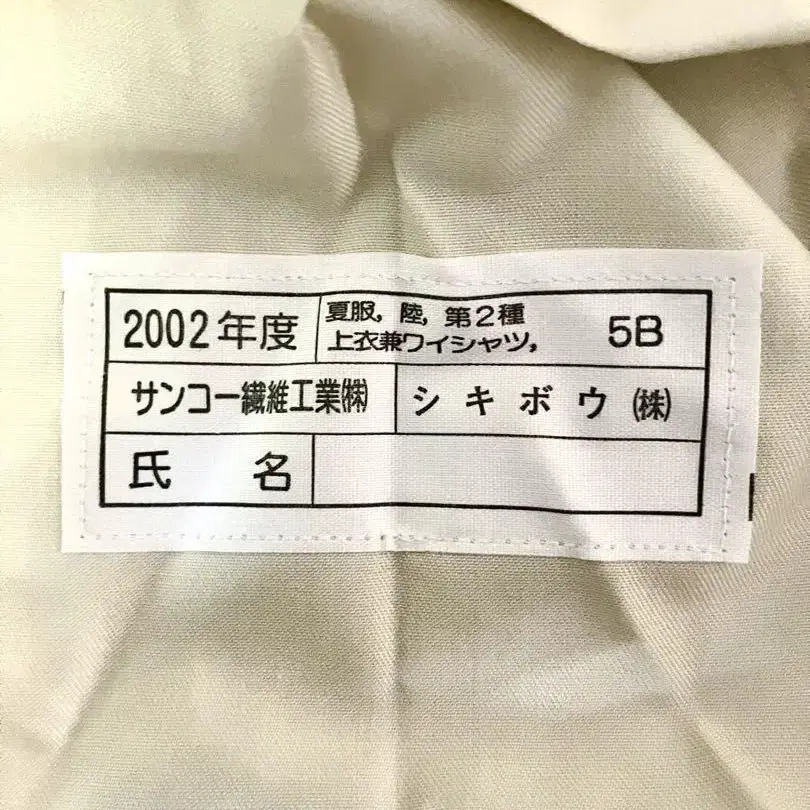 2002年度
夏服，陸，第2種
上衣兼ワイシャツ，
5B
サンコー繊維工業㈱
シキボウ㈱
氏名